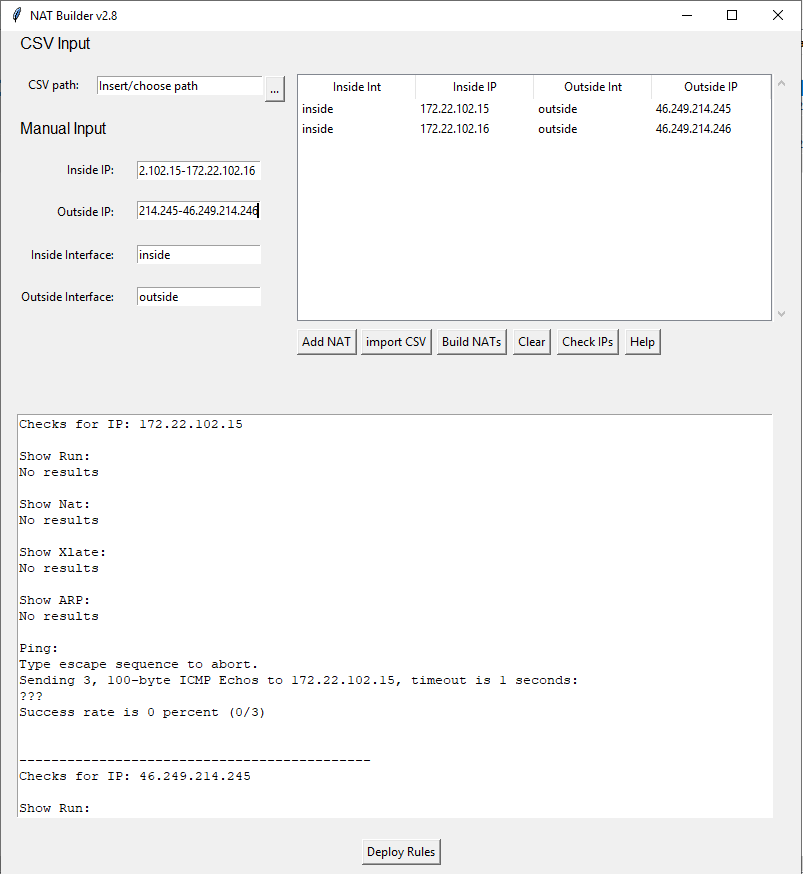 NAT Builder v2.8
CSV Input
CSV path: Insert/choose path ...
Manual Input
Inside IP: 2.102.15-172.22.102.16
Outside IP: 214.245-46.249.214.246
Inside Interface: inside
Outside Interface: outside
Inside Int Inside IP Outside Int Outside IP
inside 172.22.102.15 outside 46.249.214.245
inside 172.22.102.16 outside 46.249.214.246
Add NAT import CSV Build NATs Clear Check IPs Help
Checks for IP: 172.22.102.15
Show Run:
No results
Show Nat:
No results
Show Xlate:
No results
Show ARP:
No results
Ping:
Type escape sequence to abort.
Sending 3, 100-byte ICMP Echos to 172.22.102.15, timeout is 1 seconds:
???
Success rate is 0 percent (0/3)
--------------------------------------------
Checks for IP: 46.249.214.245
Show Run:
Deploy Rules